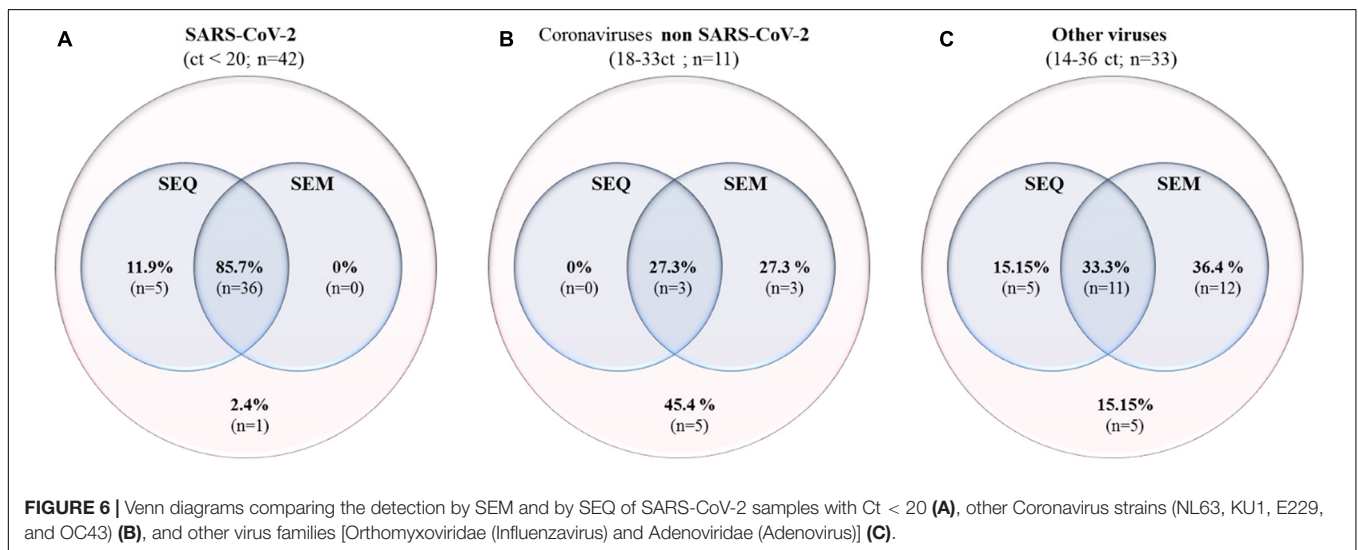 A
SARS-CoV-2
(ct < 20; n=42)
SEQ
SEM
11.9%
(n=5)
85.7%
(n=36)
0%
(n=0)
2.4%
(n=1)
B
Coronaviruses non SARS-CoV-2
(18-33ct ; n=11)
SEQ
SEM
0%
(n=0)
27.3%
(n=3)
27.3 %
(n=3)
45.4 %
(n=5)
C
Other viruses
(14-36 ct; n=33)
SEQ
SEM
15.15%
(n=5)
33.3%
(n=11)
36.4 %
(n=12)
15.15%
(n=5)
FIGURE 6 | Venn diagrams comparing the detection by SEM and by SEQ of SARS-CoV-2 samples with Ct < 20 (A), other Coronavirus strains (NL63, KU1, E229,
and OC43) (B), and other virus families [Orthomyxoviridae (Influenzavirus) and Adenoviridae (Adenovirus)] (C).